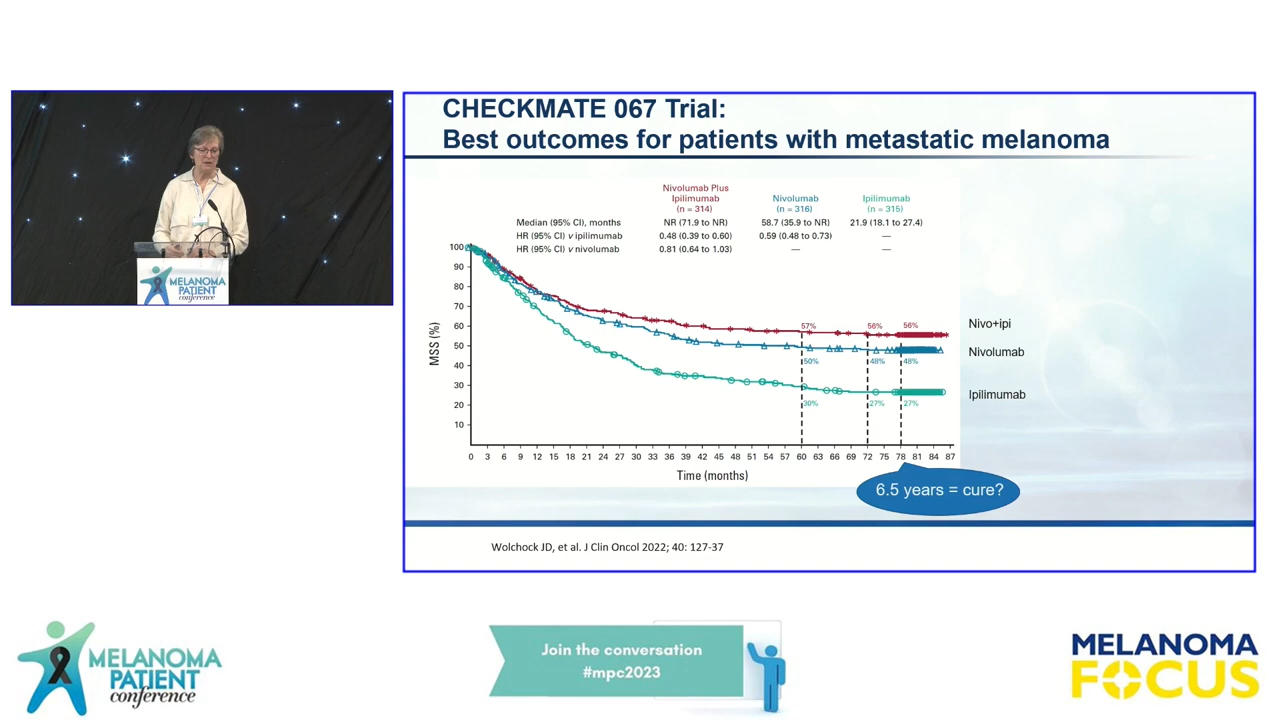 MELANOMA
PATIENT
conference
CHECKMATE 067 Trial:
Best outcomes for patients with metastatic melanoma
Nivolumab Plus
Ipilimumab
(n = 314)
Nivolumab
(n = 316)
Ipilimumab
(n = 315)
Median (95% CI), months NR (71.9 to NR) 58.7 (35.9 to NR) 21.9 (18.1 to 27.4)
HR (95% CI) v ipilimumab 0.48 (0.39 to 0.60) 0.59 (0.48 to 0.73) —
HR (95% CI) v nivolumab 0.81 (0.64 to 1.03) — —
MSS (%)
100
90
80
70
60
50
40
30
20
10
57% 56% 56%
50% 48% 48%
30% 27% 27%
Nivo+ipi
Nivolumab
Ipilimumab
0 3 6 9 12 15 18 21 24 27 30 33 36 39 42 45 48 51 54 57 60 63 66 69 72 75 78 81 84 87
Time (months)
6.5 years = cure?
Wolchock JD, et al. J Clin Oncol 2022; 40: 127-37
MELANOMA
PATIENT
conference
Join the conversation
#mpc2023
MELANOMA
FOCUS